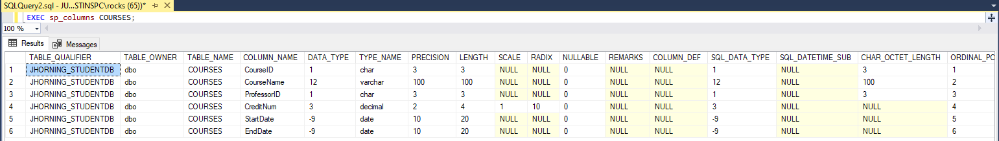 SQLQuery2.sql - JU...STINSPC\rocks (65))*
EXEC sp_columns COURSES;
100 %
Results Messages
TABLE_QUALIFIER TABLE_OWNER TABLE_NAME COLUMN_NAME DATA_TYPE TYPE_NAME PRECISION LENGTH SCALE RADIX NULLABLE REMARKS COLUMN_DEF SQL_DATA_TYPE SQL_DATETIME_SUB CHAR_OCTET_LENGTH ORDINAL_PO
1 JHORNING_STUDENTDB dbo COURSES CourseID 1 char 3 3 NULL NULL 0 NULL NULL 1 NULL 3 1
2 JHORNING_STUDENTDB dbo COURSES CourseName 12 varchar 100 100 NULL NULL 0 NULL NULL 12 NULL 100 2
3 JHORNING_STUDENTDB dbo COURSES ProfessorID 1 char 3 3 NULL NULL 0 NULL NULL 1 NULL 3 3
4 JHORNING_STUDENTDB dbo COURSES CreditNum 3 decimal 2 4 1 10 0 NULL NULL 3 NULL NULL 4
5 JHORNING_STUDENTDB dbo COURSES StartDate -9 date 10 20 NULL NULL 0 NULL NULL -9 NULL NULL 5
6 JHORNING_STUDENTDB dbo COURSES EndDate -9 date 10 20 NULL NULL 0 NULL NULL -9 NULL NULL 6